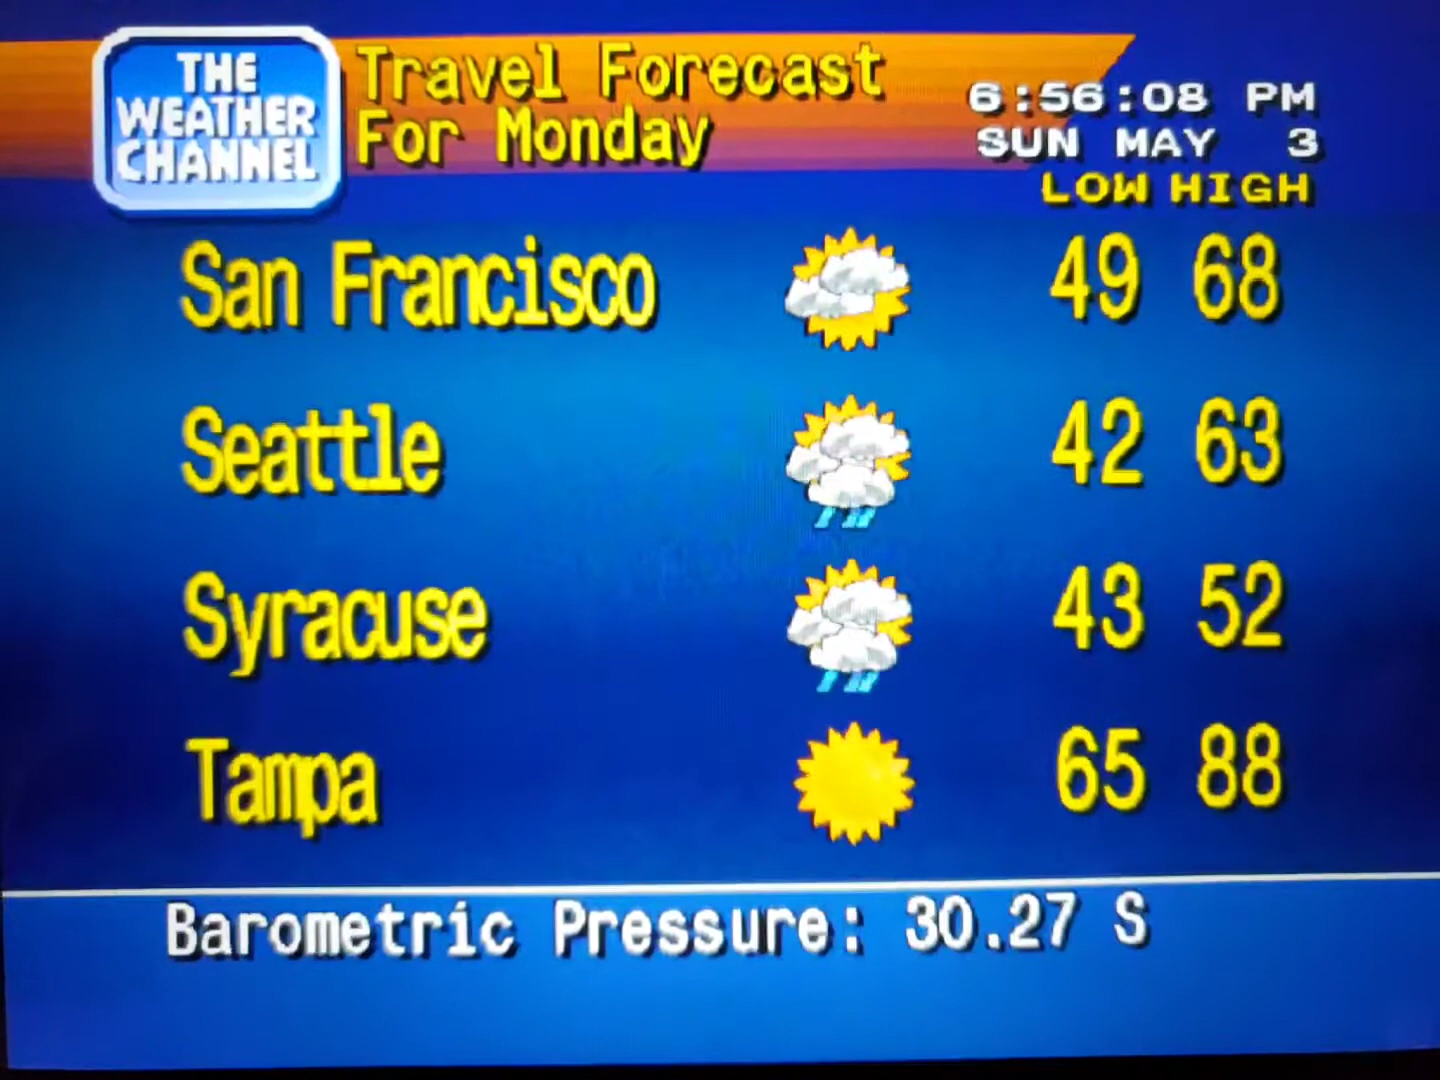 THE
WEATHER
CHANNEL
Travel Forecast
For Monday
6:56:08 PM
SUN MAY 3
LOW HIGH
San Francisco 49 68
Seattle 42 63
Syracuse 43 52
Tampa 65 88
Barometric Pressure: 30.27 S